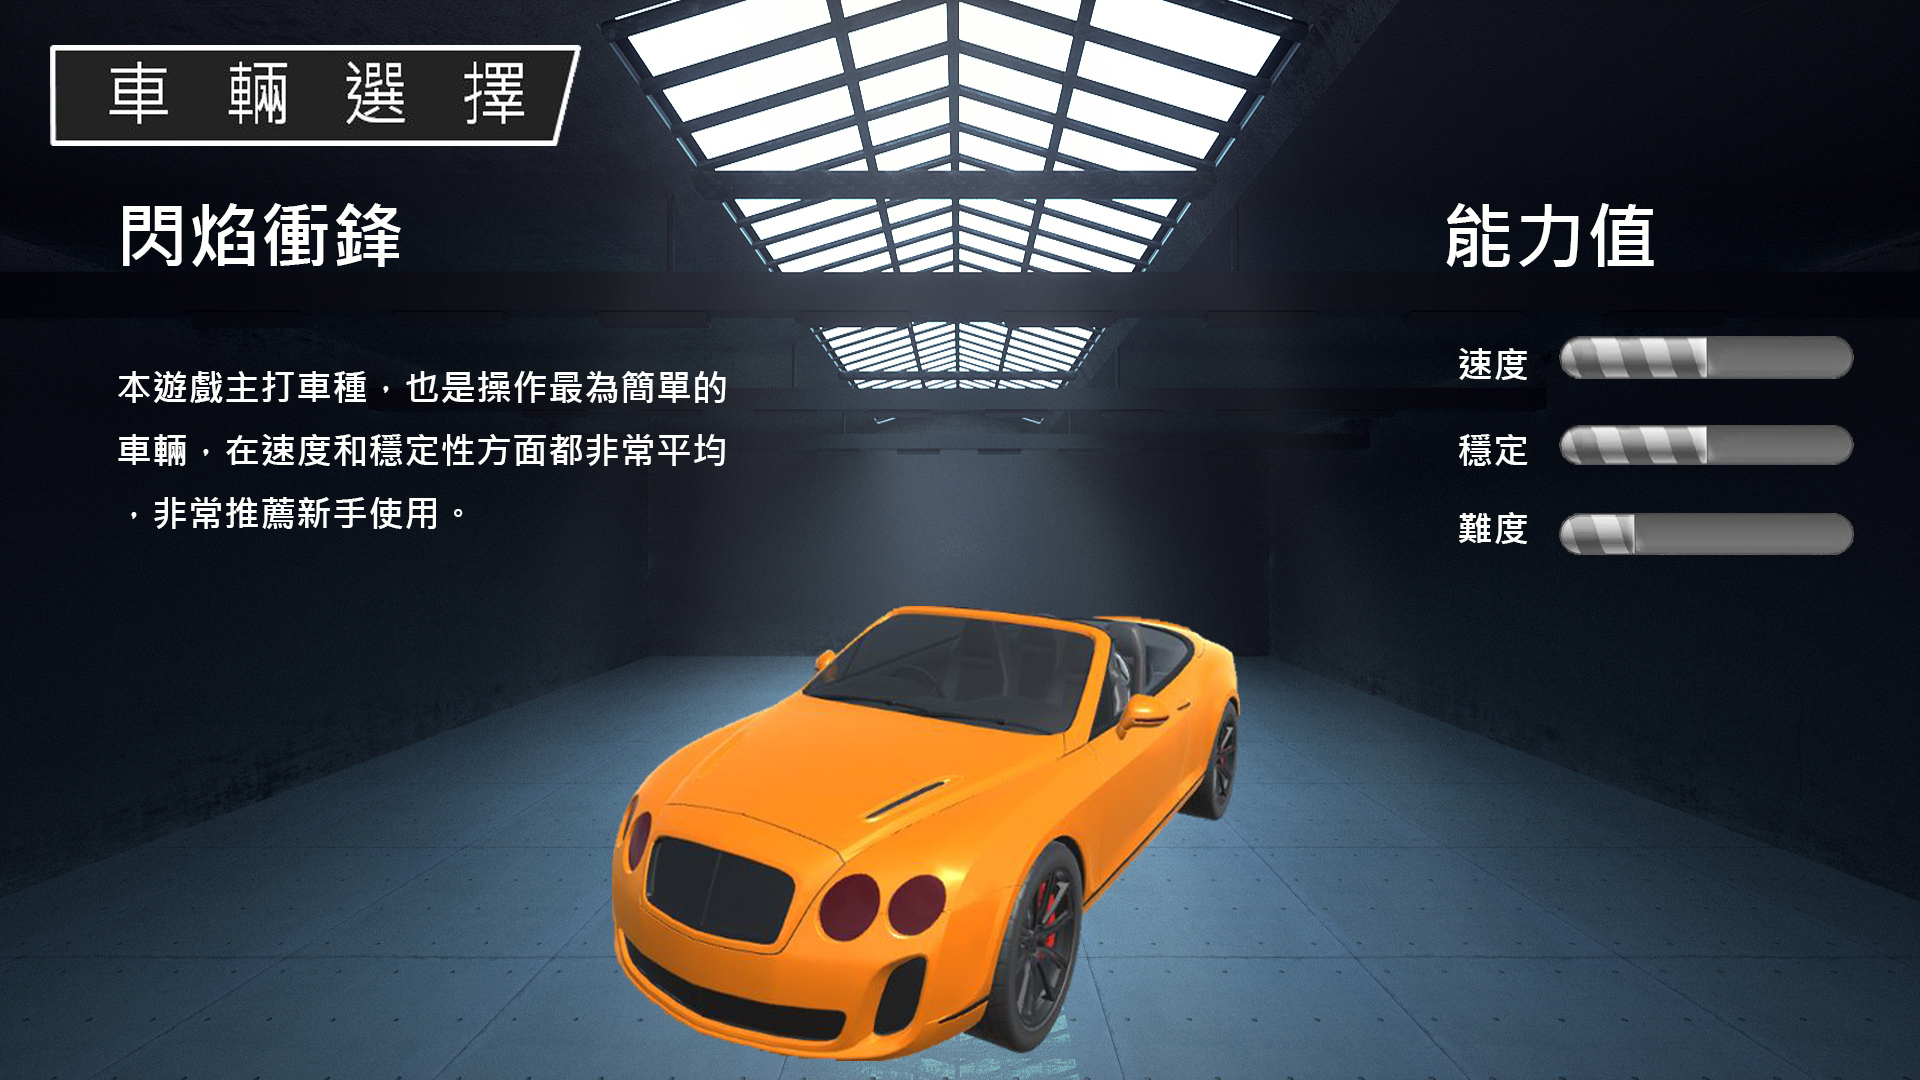 車輛選擇
閃焰衝鋒
本遊戲主打車種，也是操作最為簡單的
車輛，在速度和穩定性方面都非常平均
，非常推薦新手使用。
能力值
速度
穩定
難度